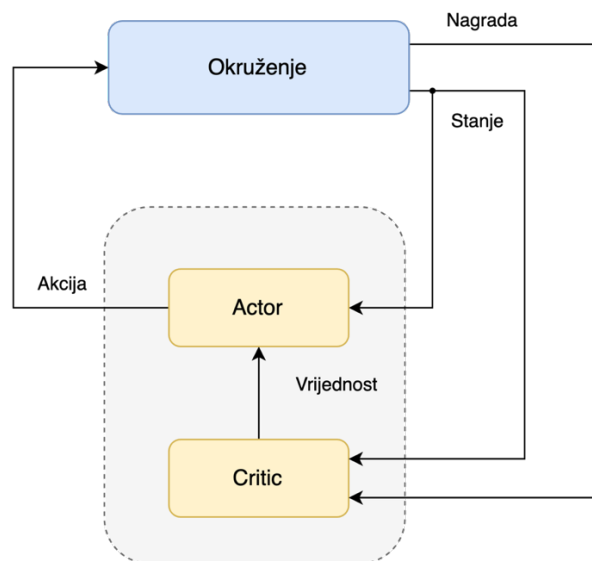 Nagrada
Okruženje
Stanje
Akcija
Actor
Vrijednost
Critic